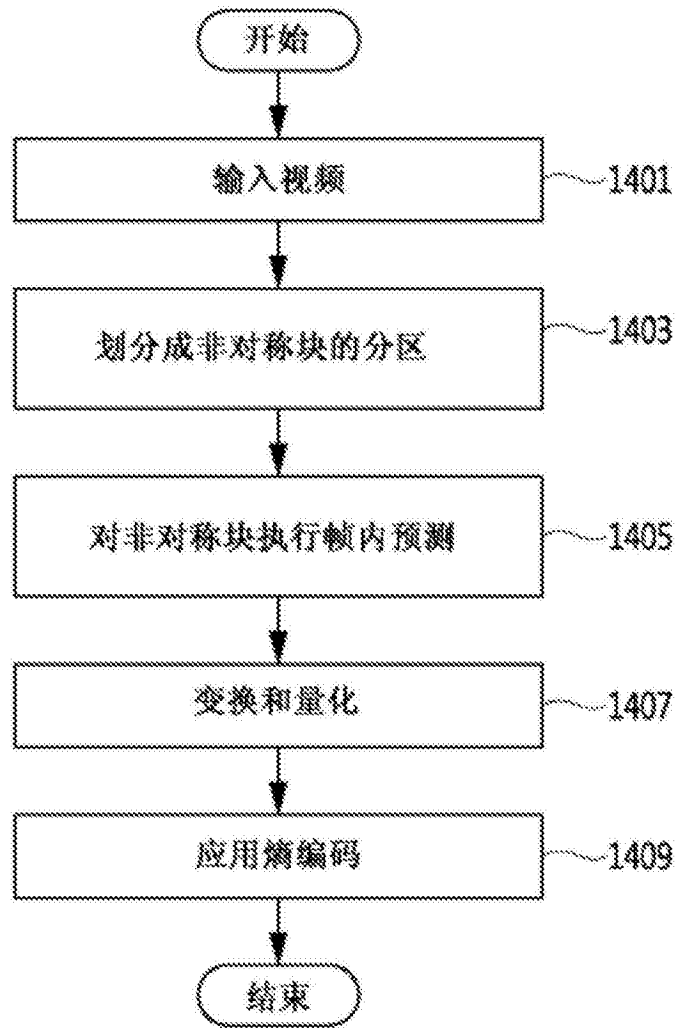 开始
输入视频
1401
划分成非对称块的分区
1403
对非对称块执行帧内预测
1405
变换和量化
1407
应用熵编码
1409
结束